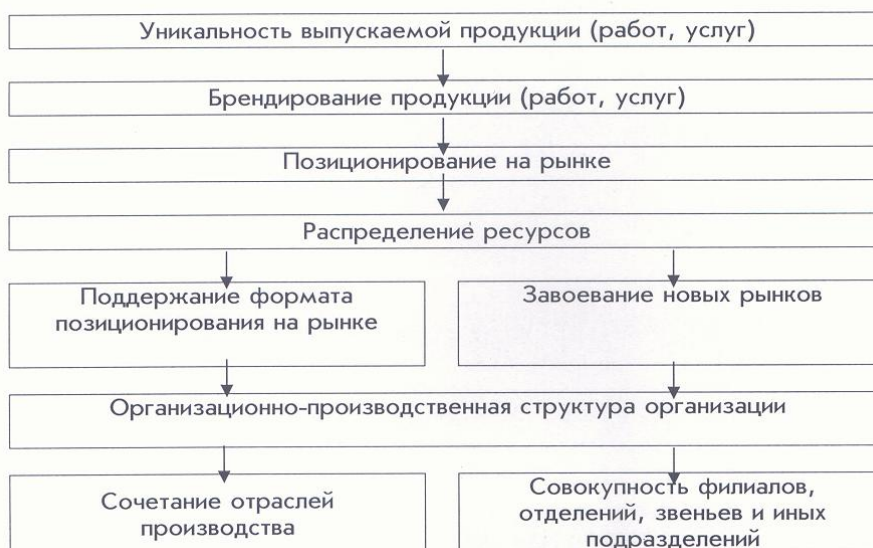 Уникальность выпускаемой продукции (работ, услуг)
Брендирование продукции (работ, услуг)
Позиционирование на рынке
Распределение ресурсов
Поддержание формата
позиционирования на рынке
Завоевание новых рынков
Организационно-производственная структура организации
Сочетание отраслей
производства
Совокупность филиалов,
отделений, звеньев и иных
подразделений